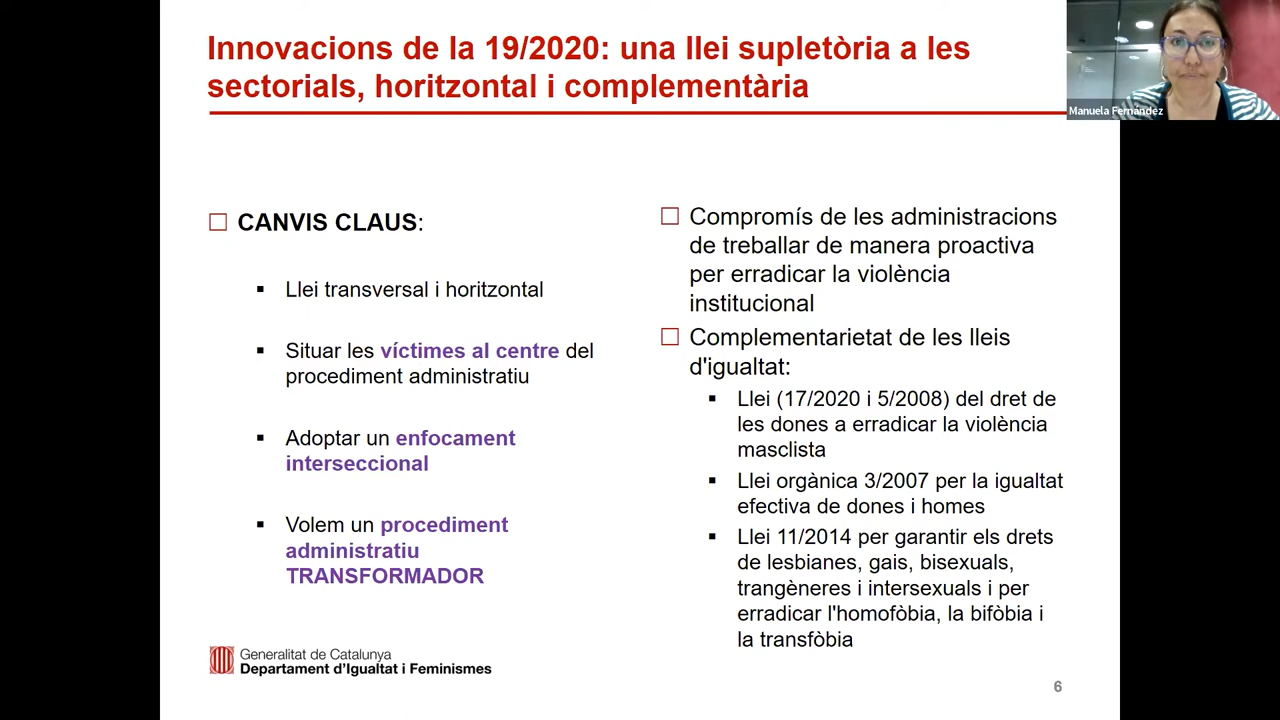 Innovacions de la 19/2020: una llei supletòria a les
sectorials, horitzontal i complementària
Manuela Fernández
CANVIS CLAUS:
Llei transversal i horitzontal
Situar les víctimes al centre del
procediment administratiu
Adoptar un enfocament
interseccional
Volem un procediment
administratiu
TRANSFORMADOR
Compromís de les administracions
de treballar de manera proactiva
per erradicar la violència
institucional
Complementarietat de les lleis
d'igualtat:
Llei (17/2020 i 5/2008) del dret de
les dones a erradicar la violència
masclista
Llei orgànica 3/2007 per la igualtat
efectiva de dones i homes
Llei 11/2014 per garantir els drets
de lesbianes, gais, bisexuals,
trangèneres i intersexuals i per
erradicar l'homofòbia, la bifòbia i
la transfòbia
Generalitat de Catalunya
Departament d'Igualtat i Feminismes
6